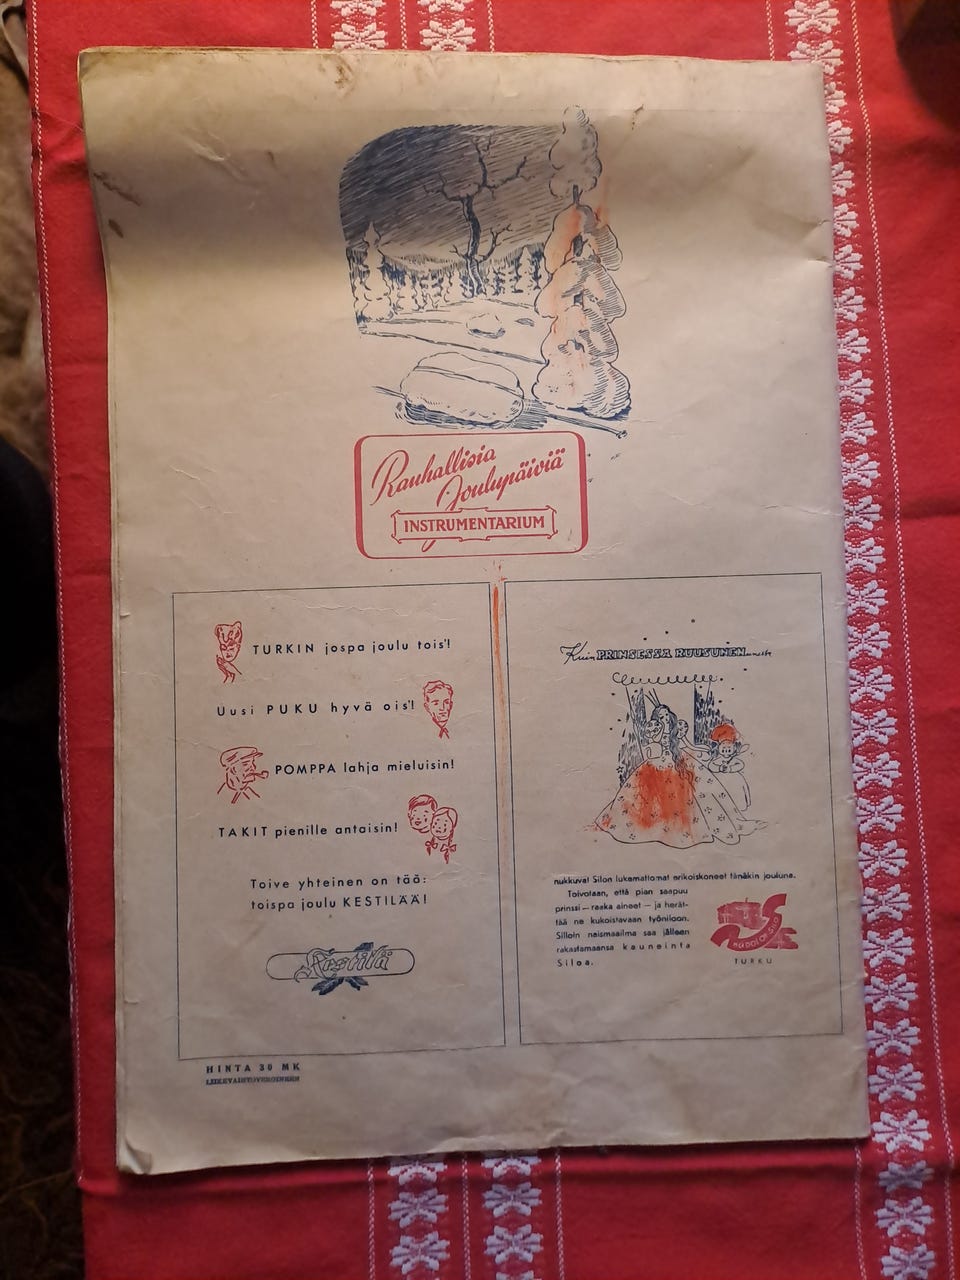 Rauhallisia
Joulupäiviä
INSTRUMENTARIUM
TURKIN jospa joulu tois'!
Uusi PUKU hyvä ois'!
POMPPA lahja mieluisin!
TAKIT pienille antaisin!
Toive yhteinen on tää:
toispa joulu KESTILÄÄ!
Kestilä
HINTA 30 MK
LIIKEVAIHTOVEROINEEN
Kuin PRINSESSA RUUSUNEN
nukkuvat Silon lukemattomat erikoiskoneet tänäkin jouluna.
Toivotaan, että pian saapuu
prinssi — raaka aineet — ja herät-
tää ne kukoistavaan työniloon.
Silloin naismaailma saa jälleen
rakastamaansa kauneinta
Siloa.
TURKU